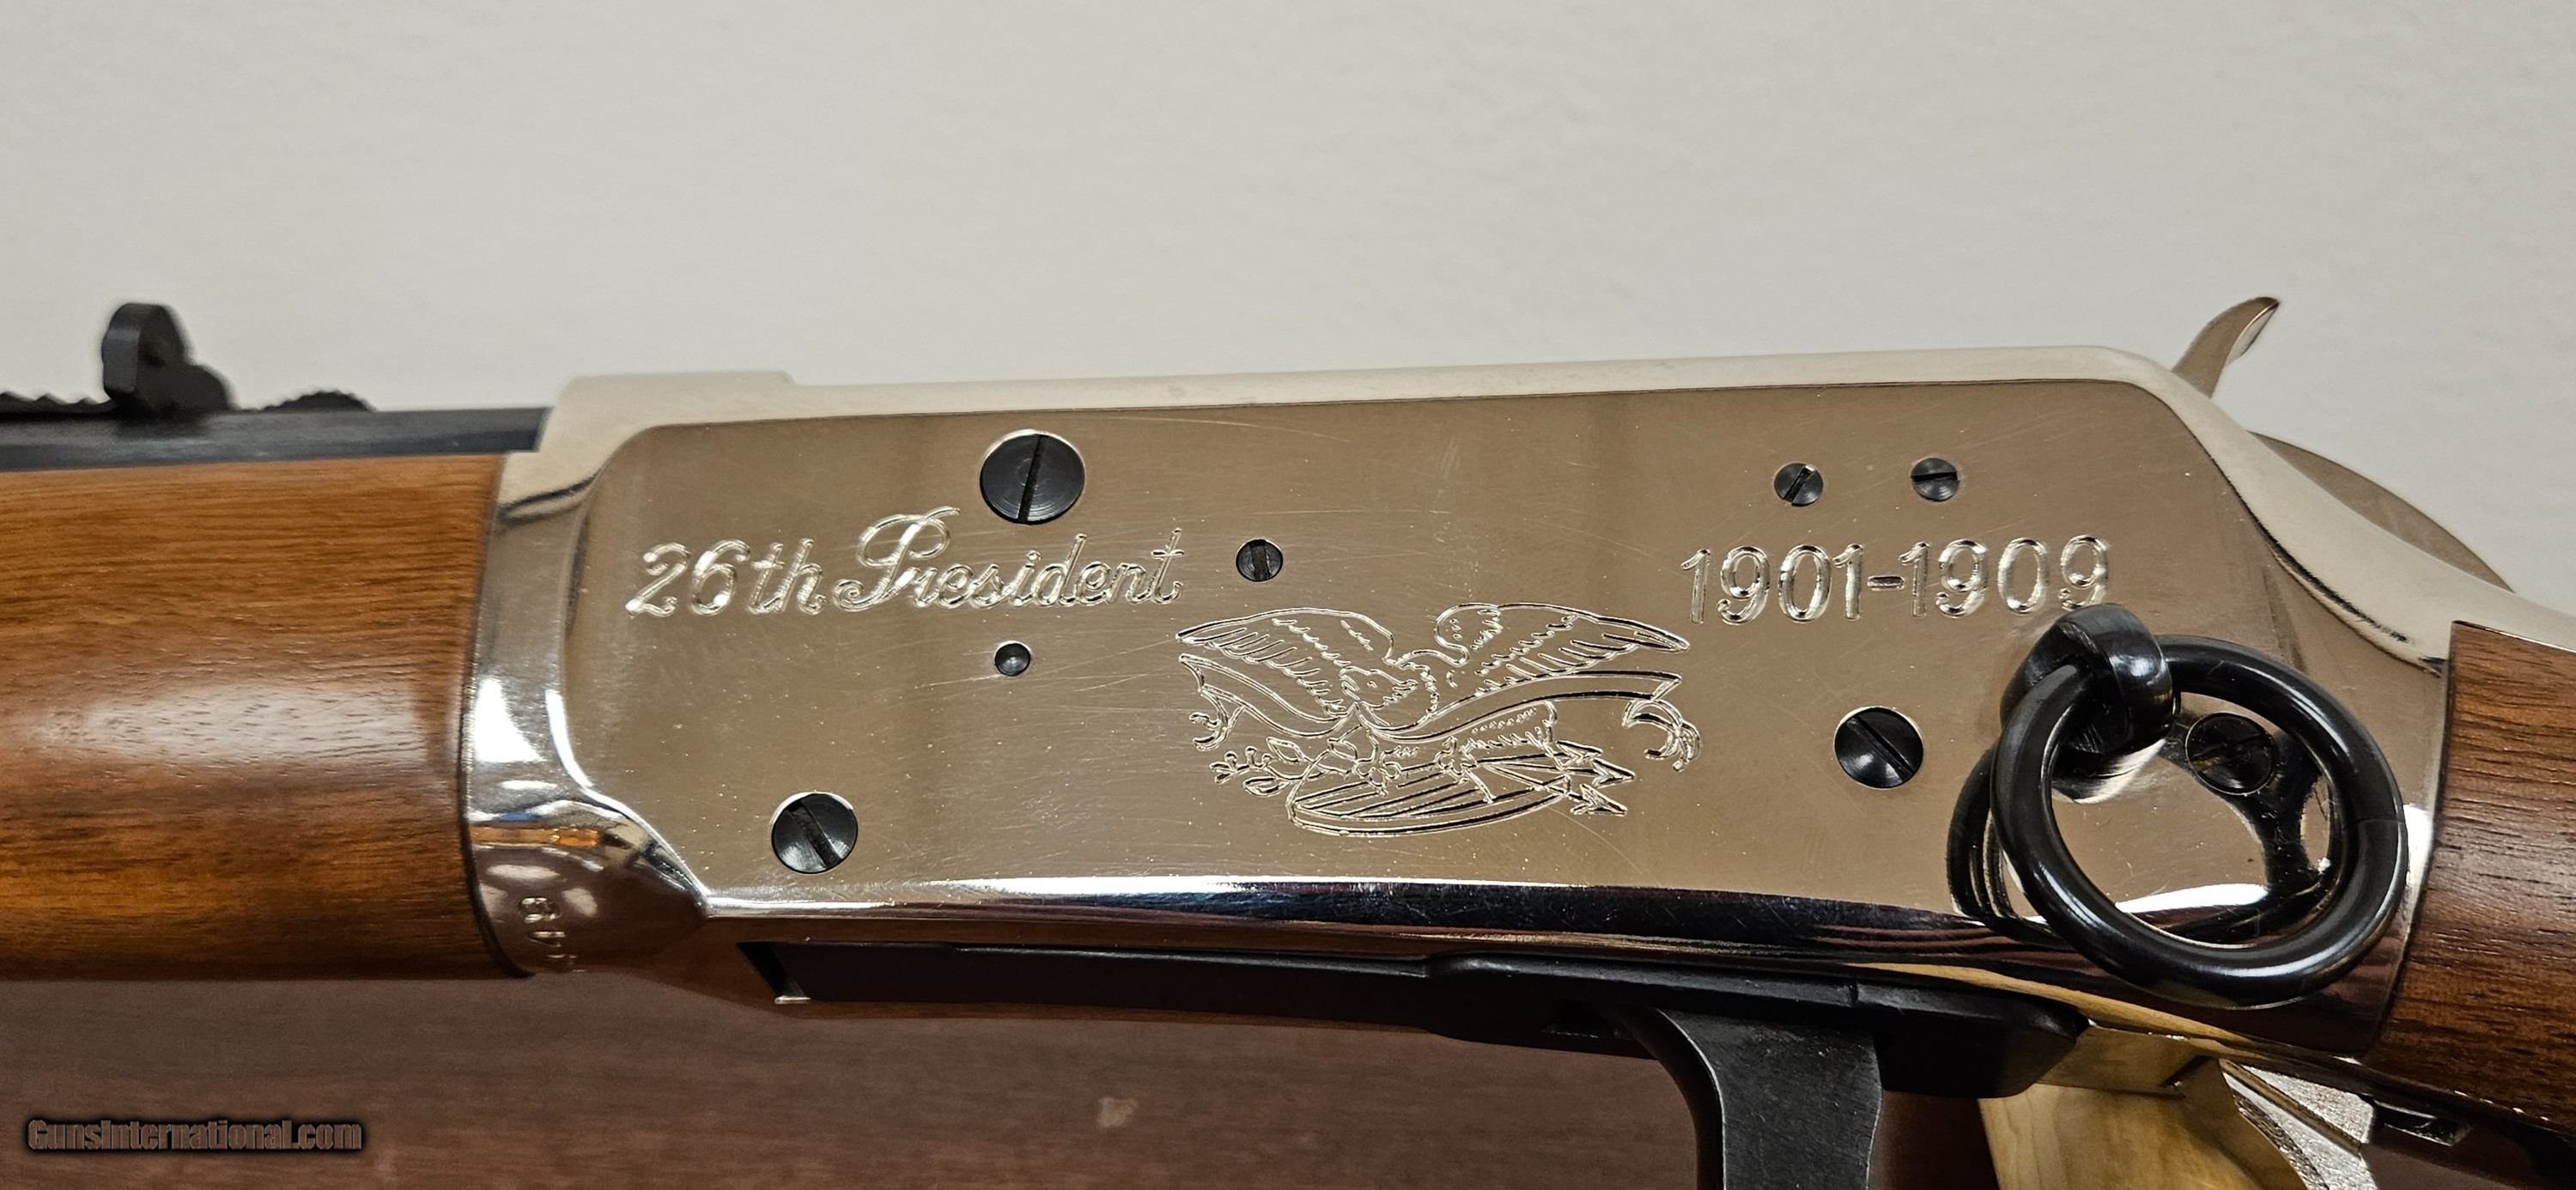 26th President
1901-1909
GunsInternational.com